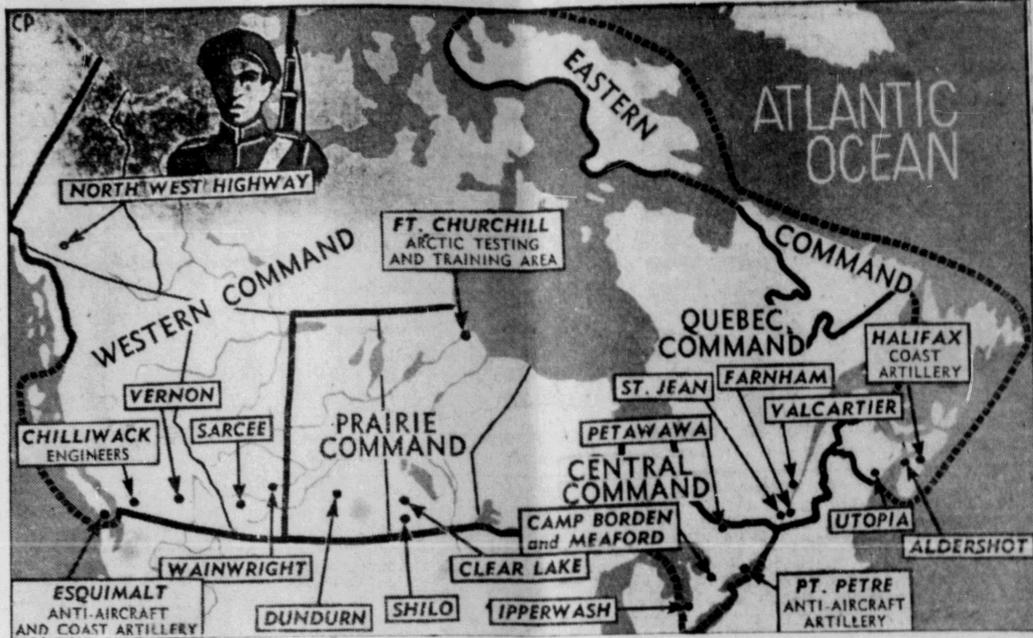 CP
EASTERN
COMMAND
ATLANTIC
OCEAN
NORTH WEST HIGHWAY
FT. CHURCHILL
ARCTIC TESTING
AND TRAINING AREA
WESTERN COMMAND
QUEBEC
COMMAND
HALIFAX
COAST
ARTILLERY
ST. JEAN
FARNHAM
VALCARTIER
VERNON
SARCEE
CHILLIWACK
ENGINEERS
PRAIRIE
COMMAND
PETAWAWA
CENTRAL
COMMAND
CAMP BORDEN
and MEAFORD
UTOPIA
ALDERSHOT
WAINWRIGHT
CLEAR LAKE
ESQUIMALT
ANTI-AIRCRAFT
AND COAST ARTILLERY
DUNDURN
SHILO
IPPERWASH
PT. PETRE
ANTI-AIRCRAFT
ARTILLERY